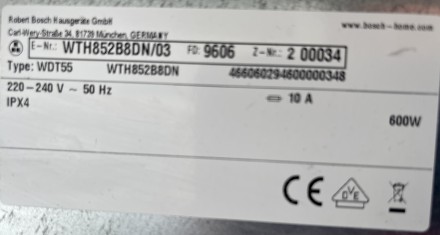 Robert Bosch Hausgeräte GmbH
www.bosch-home.com
Carl-Wery-Straße 34, 81739 München, GERMANY
E-Nr.: WTH852B8DN/03 FD: 9606 Z-Nr.: 2 00034
Type: WDT55 WTH852B8DN 466060294600000348
220-240 V ~ 50 Hz 10 A
IPX4
600W
CE
DVE